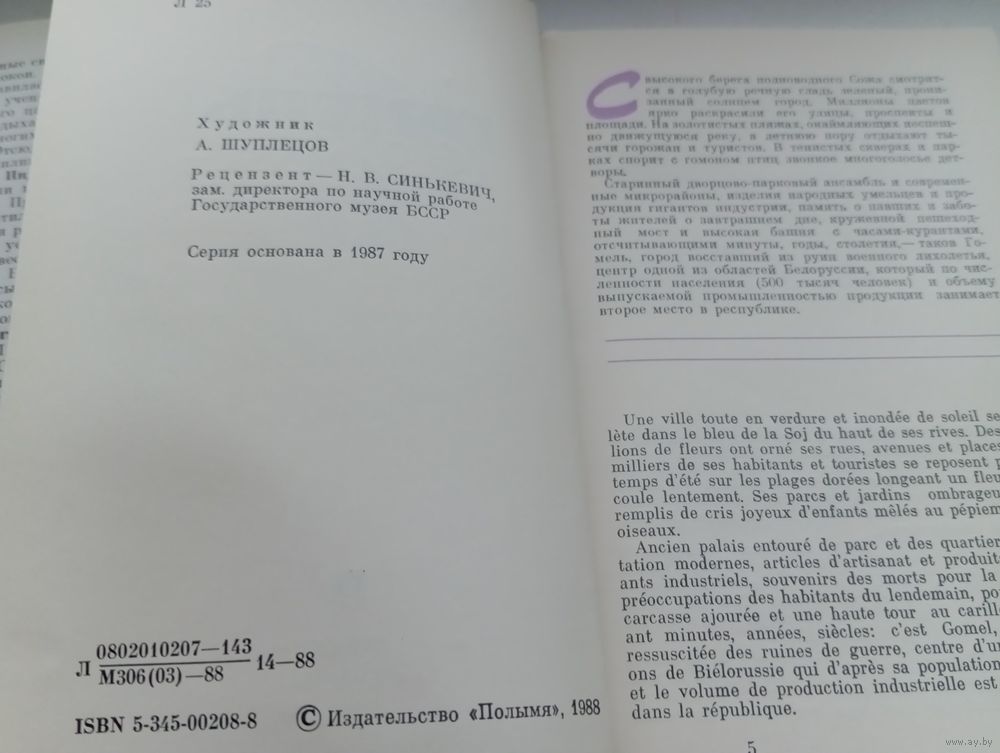 Л 25
Художник
А. ШУПЛЕЦОВ
Рецензент — Н. В. СИНЬКЕВИЧ,
зам. директора по научной работе
Государственного музея БССР
Серия основана в 1987 году
Л 0802010207—143
М306(03)—88
14—88
ISBN 5-345-00208-8
© Издательство «Полымя», 1988
С высокого берега полноводного Сожа смотрит-
ся в голубую речную гладь зеленый, прони-
занный солнцем город. Миллионы цветов
ярко раскрасили его улицы, проспекты и
площади. На золотистых пляжах, окаймляющих неспеш-
но движущуюся реку, в летнюю пору отдыхают ты-
сячи горожан и туристов. В тенистых скверах и пар-
ках спорит с гомоном птиц звонкое многоголосье дет-
воры.
Старинный дворцово-парковый ансамбль и современ-
ные микрорайоны, изделия народных умельцев и про-
дукция гигантов индустрии, память о павших и забо-
ты жителей о завтрашнем дне, кружевной пешеход-
ный мост и высокая башня с часами-курантами,
отсчитывающими минуты, годы, столетия,— таков Го-
мель, город восставший из руин военного лихолетья,
центр одной из областей Белоруссии, который по чис-
ленности населения (500 тысяч человек) и объему
выпускаемой промышленностью продукции занимает
второе место в республике.
Une ville toute en verdure et inondée de soleil se
lète dans le bleu de la Soj du haut de ses rives. Des
lions de fleurs ont orné ses rues, avenues et places
milliers de ses habitants et touristes se reposent p
temps d'été sur les plages dorées longeant un fleu
coule lentement. Ses parcs et jardins ombrageu
remplis de cris joyeux d'enfants mêlés au pépiem
oiseaux.
Ancien palais entouré de parc et des quartier
tation modernes, articles d'artisanat et produit
ants industriels, souvenirs des morts pour la
préoccupations des habitants du lendemain, po
carcasse ajourée et une haute tour au carill
ant minutes, années, siècles: c'est Gomel,
ressuscitée des ruines de guerre, centre d'u
ons de Biélorussie qui d'après sa population
et le volume de production industrielle est
dans la république.
5
www.ay.by